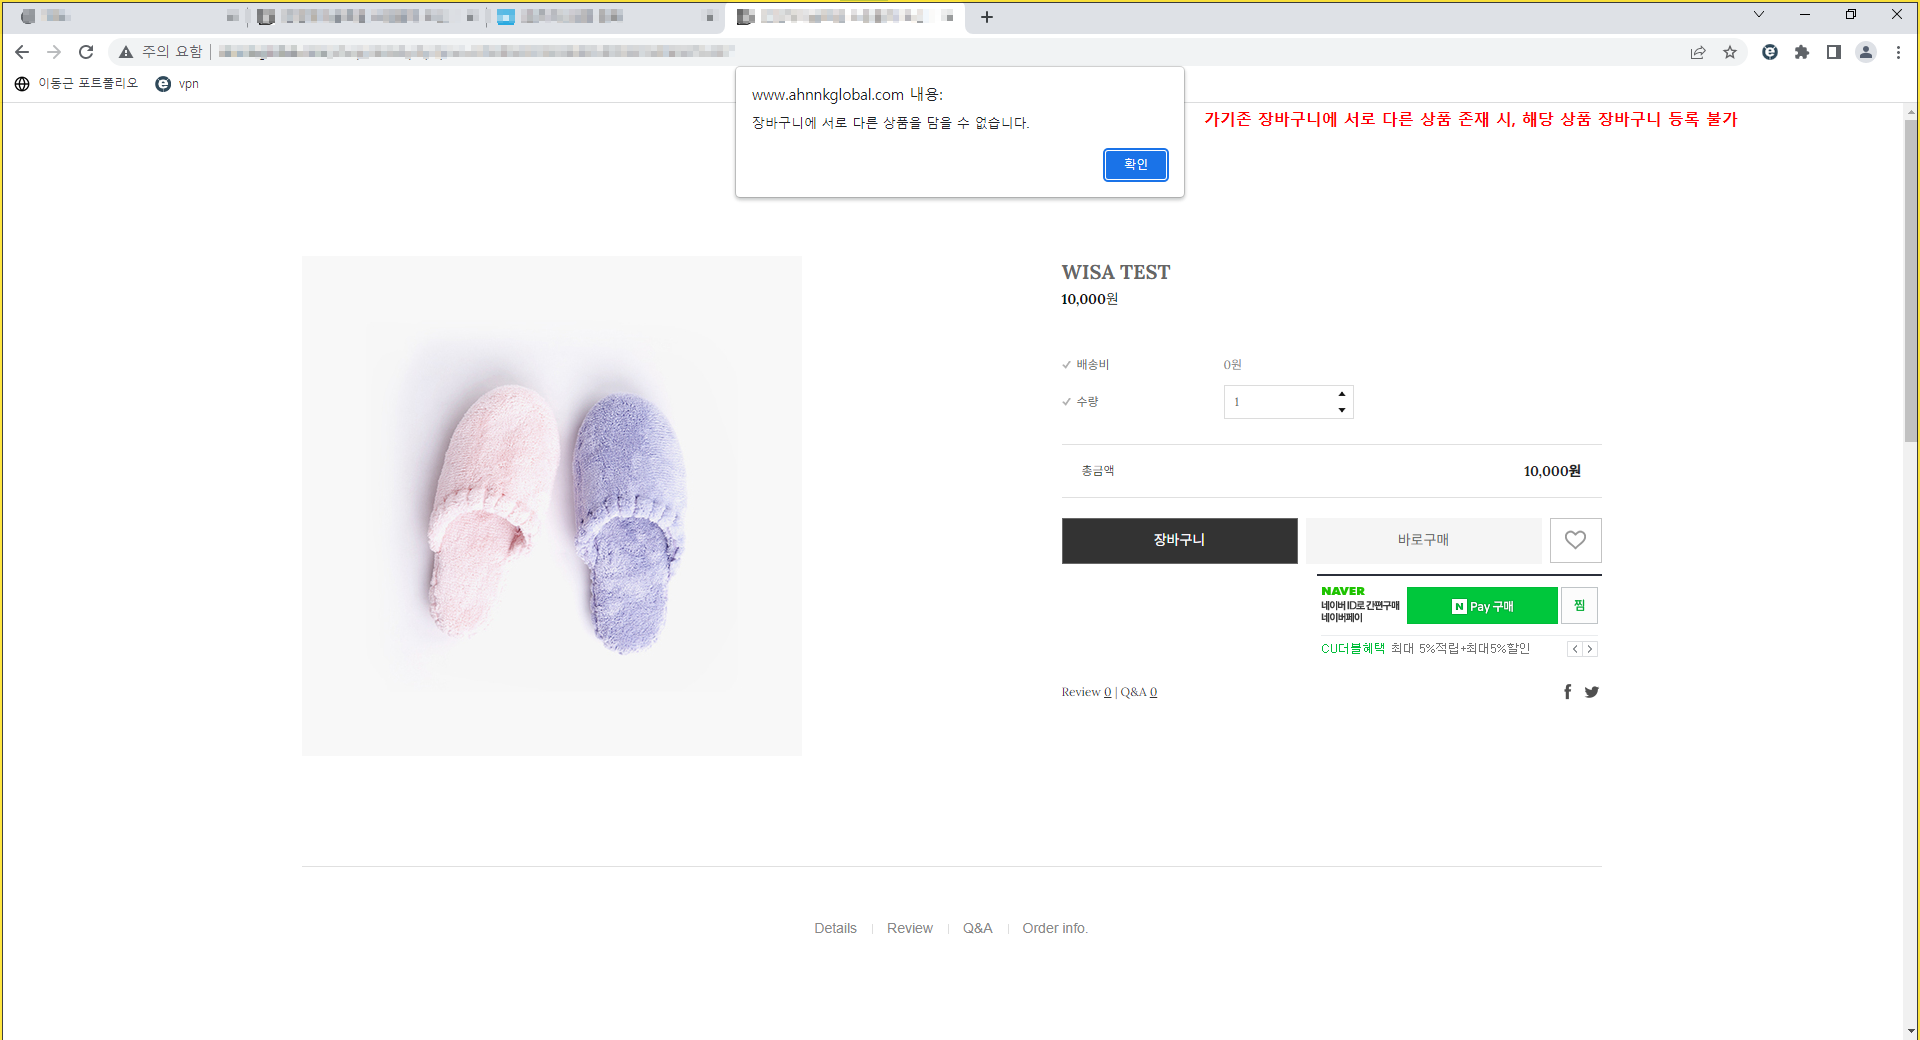 주의 요함
이동근 포트폴리오
vpn
www.ahnnkglobal.com 내용:
장바구니에 서로 다른 상품을 담을 수 없습니다.
확인
가기존 장바구니에 서로 다른 상품 존재 시, 해당 상품 장바구니 등록 불가
WISA TEST
10,000원
배송비 0원
수량 1
총금액 10,000원
장바구니 바로구매
NAVER
네이버 ID로 간편구매
네이버페이
N Pay 구매 찜
CU더블혜택 최대 5%적립+최대5%할인
Review 0 | Q&A 0
Details Review Q&A Order info.